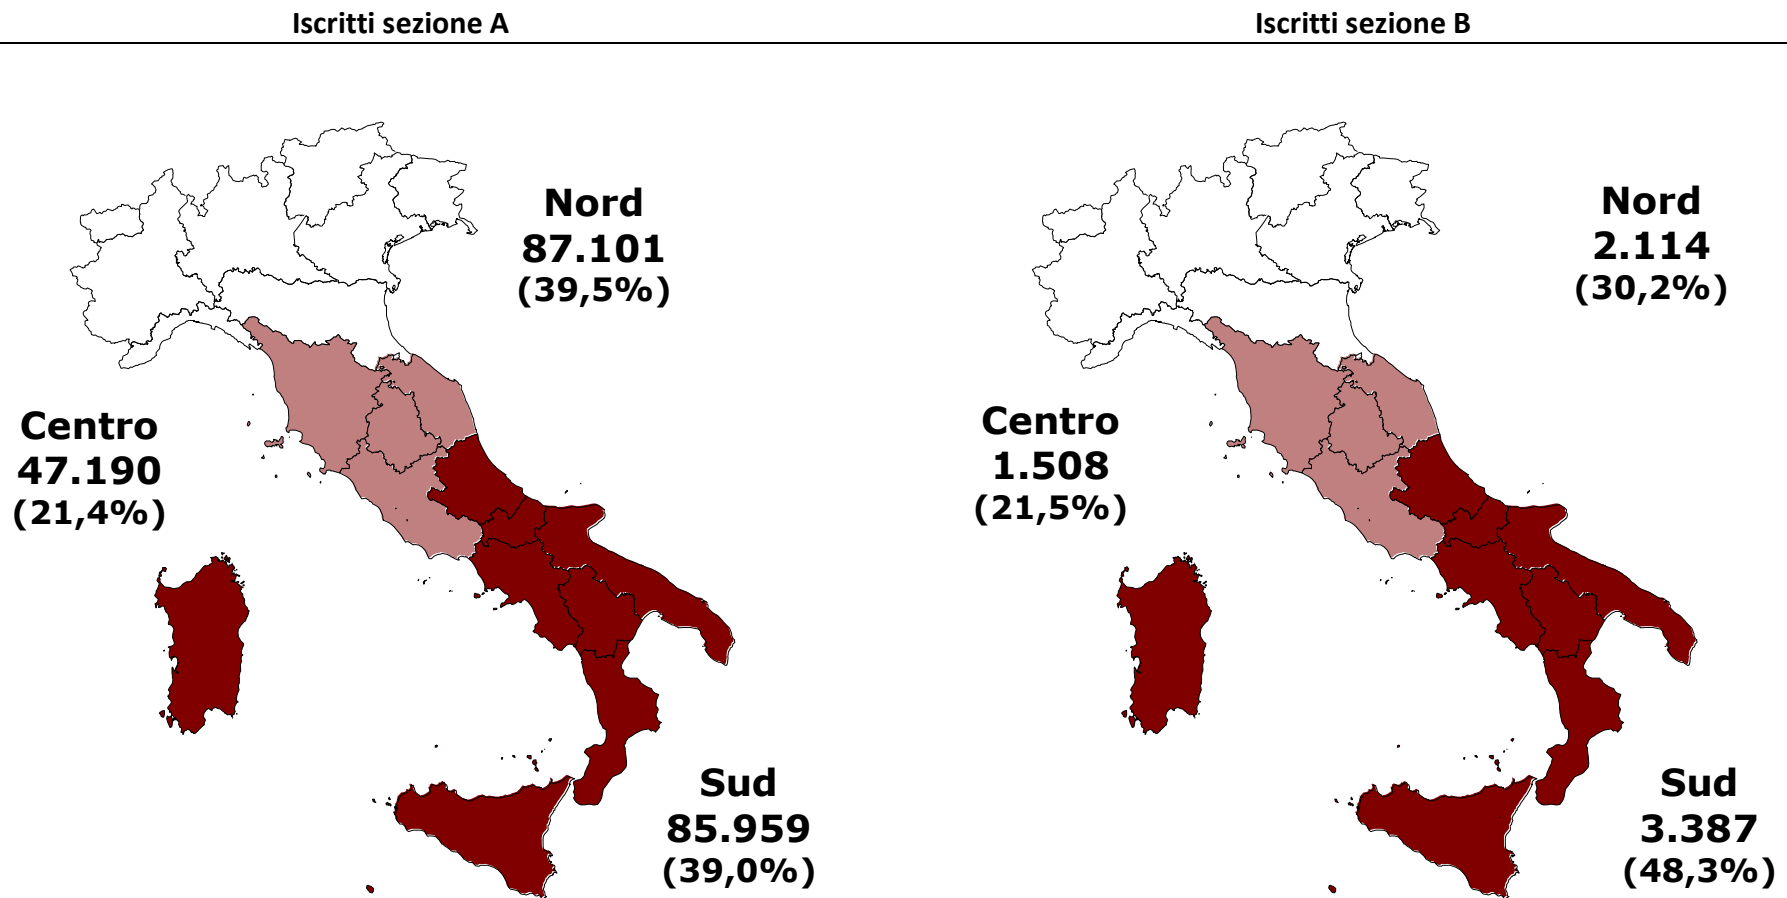 Iscritti sezione A
Nord
87.101
(39,5%)
Centro
47.190
(21,4%)
Sud
85.959
(39,0%)
Iscritti sezione B
Nord
2.114
(30,2%)
Centro
1.508
(21,5%)
Sud
3.387
(48,3%)